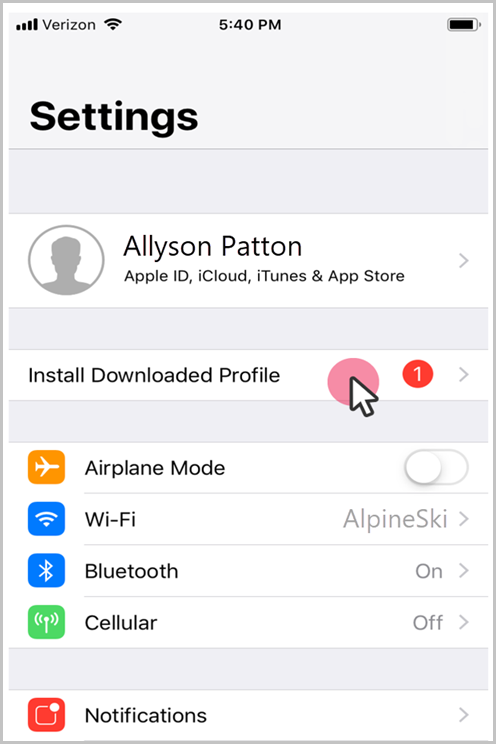 Verizon 5:40 PM
Settings
Allyson Patton
Apple ID, iCloud, iTunes & App Store
Install Downloaded Profile 1
Airplane Mode
Wi-Fi AlpineSki
Bluetooth On
Cellular Off
Notifications